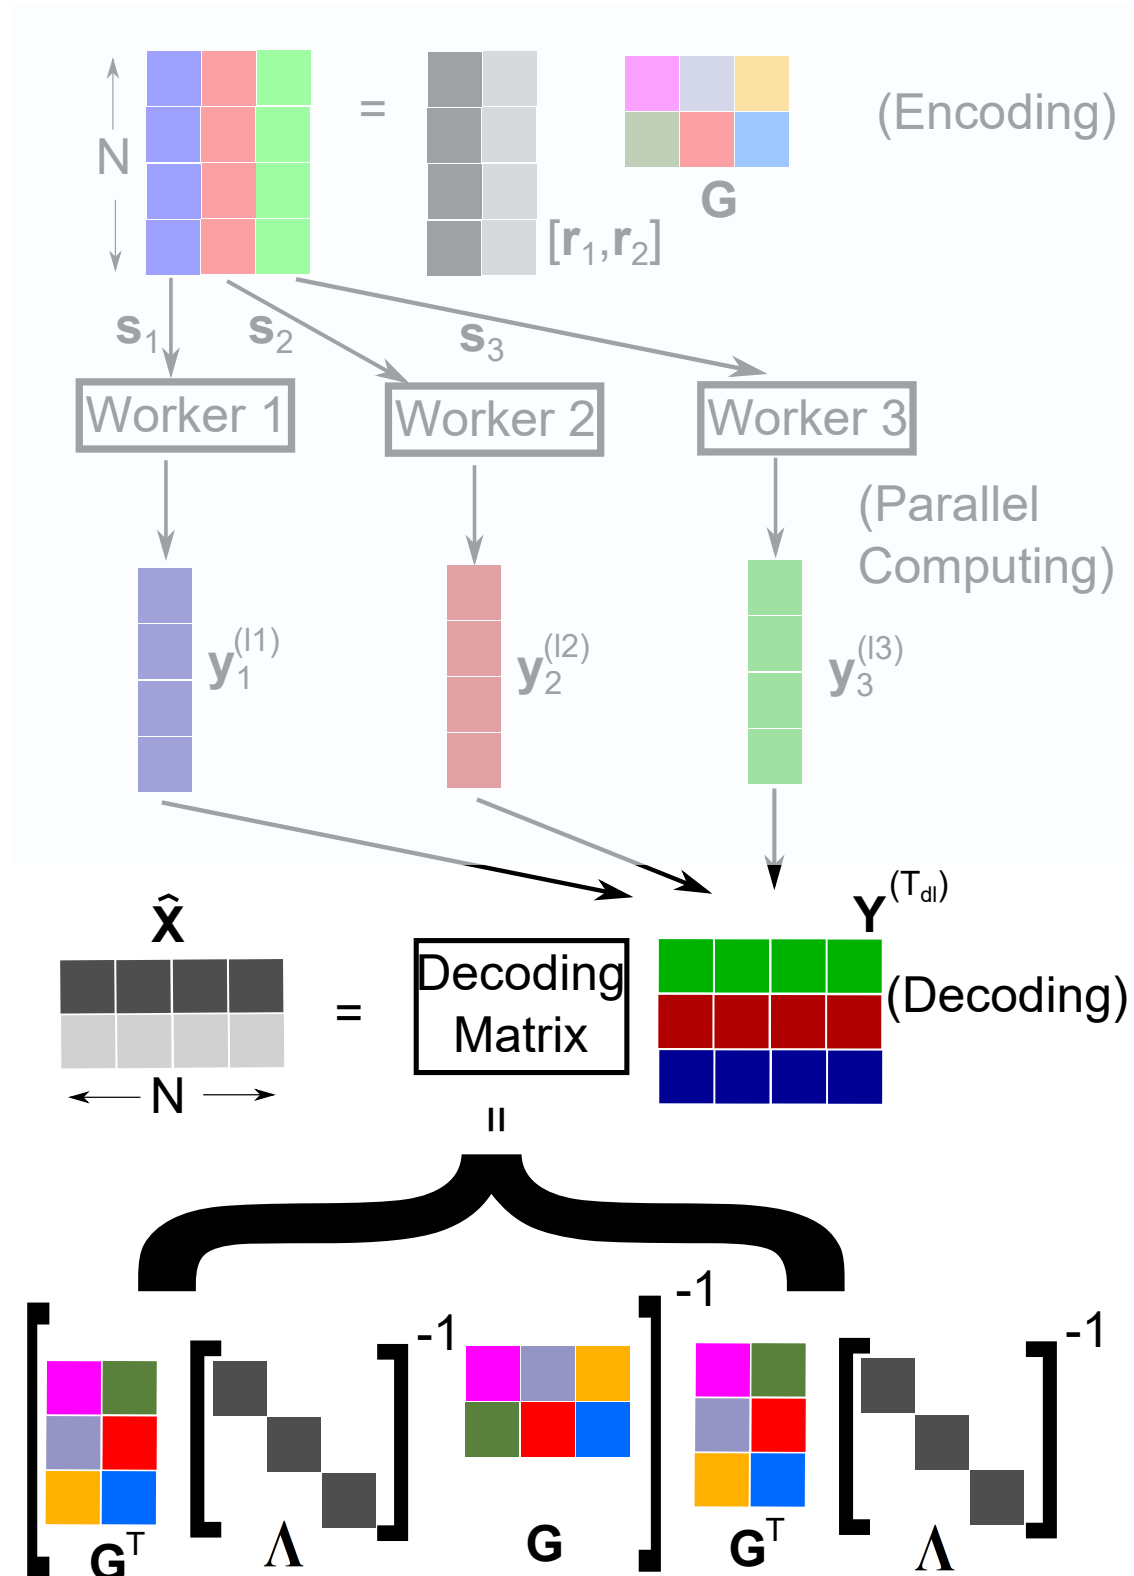 N
=
(Encoding)
G
[r1,r2]
s1
s2
s3
Worker 1
Worker 2
Worker 3
(Parallel
Computing)
y1(l1)
y2(l2)
y3(l3)
X̂
=
Decoding
Matrix
Y(Tdl)
(Decoding)
N
=
-1
-1
-1
GT
Λ
G
GT
Λ